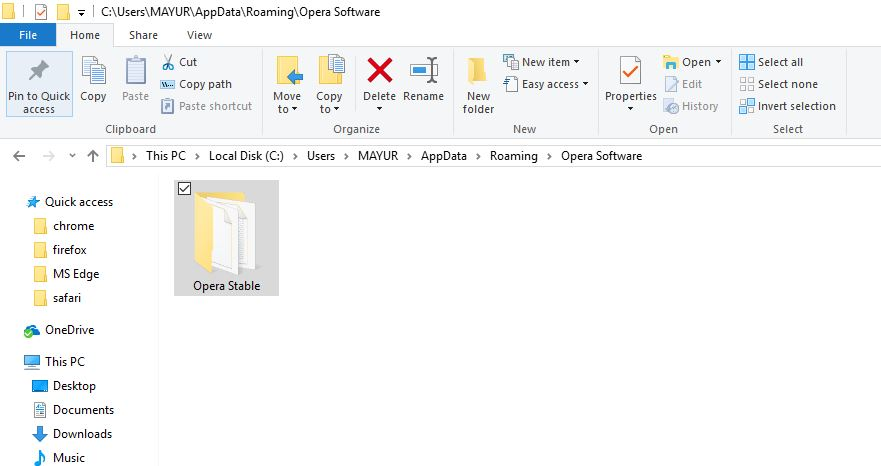 C:\Users\MAYUR\AppData\Roaming\Opera Software
File Home Share View
Pin to Quick access
Copy
Paste
Cut
Copy path
Paste shortcut
Clipboard
Move to
Copy to
Delete
Rename
Organize
New folder
New item
Easy access
New
Properties
Open
Edit
History
Open
Select all
Select none
Invert selection
Select
This PC > Local Disk (C:) > Users > MAYUR > AppData > Roaming > Opera Software
Quick access
chrome
firefox
MS Edge
safari
OneDrive
This PC
Desktop
Documents
Downloads
Music
Opera Stable